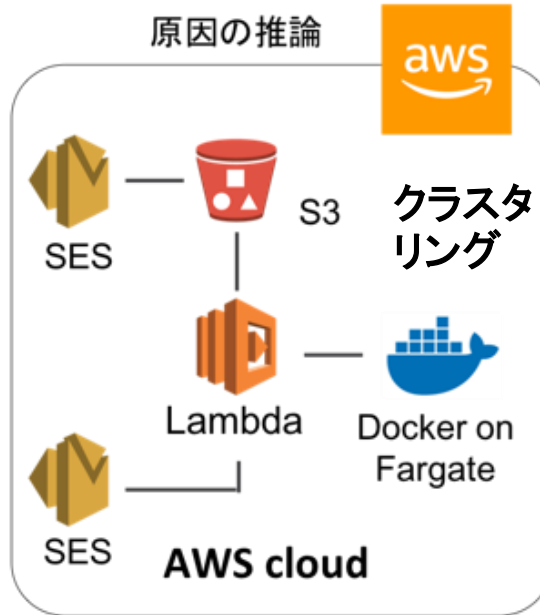 原因の推論
aws
SES
S3
クラスタ
リング
Lambda
Docker on
Fargate
SES
AWS cloud